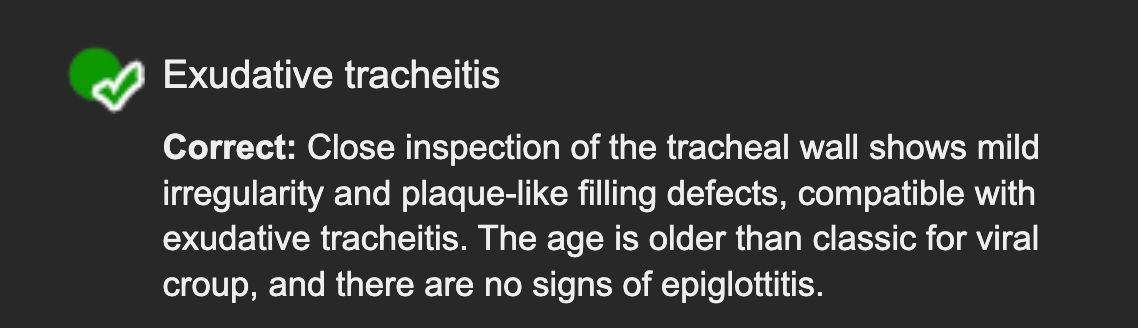 Exudative tracheitis
Correct: Close inspection of the tracheal wall shows mild
irregularity and plaque-like filling defects, compatible with
exudative tracheitis. The age is older than classic for viral
croup, and there are no signs of epiglottitis.